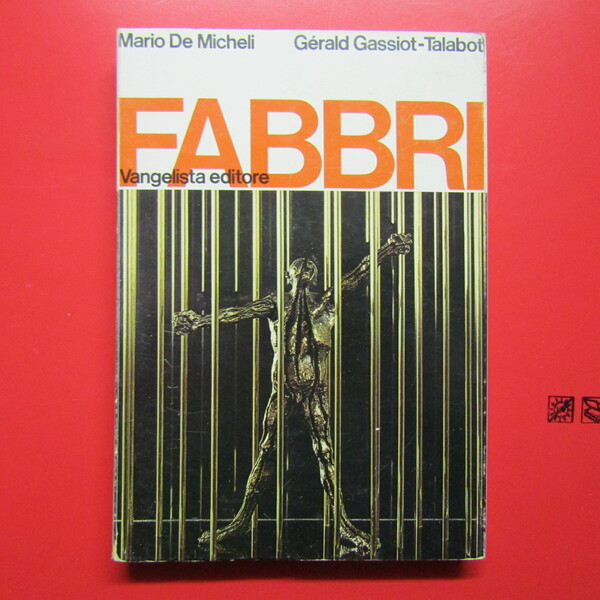 Mario De Micheli Gérald Gassiot-Talabot
FABBRI
Vangelista editore